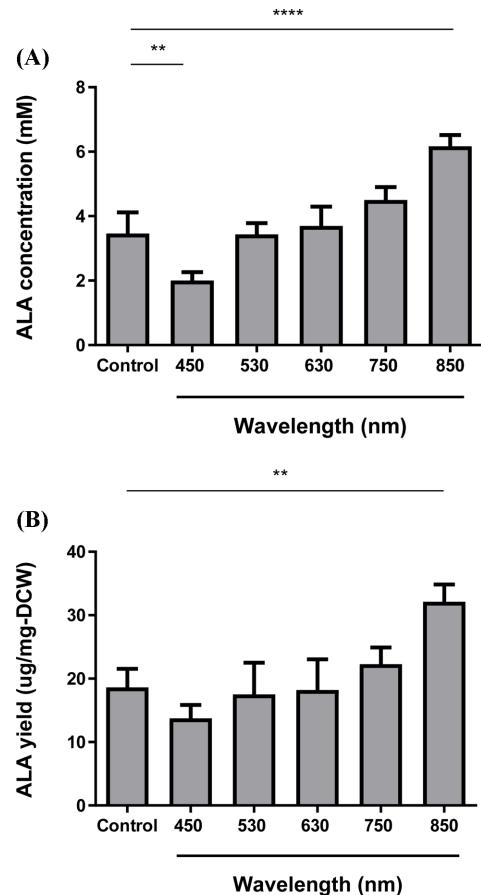 ****
(A)
**
ALA concentration (mM)
8
6
4
2
0
Control 450 530 630 750 850
Wavelength (nm)
**
(B)
ALA yield (ug/mg-DCW)
40
30
20
10
0
Control 450 530 630 750 850
Wavelength (nm)